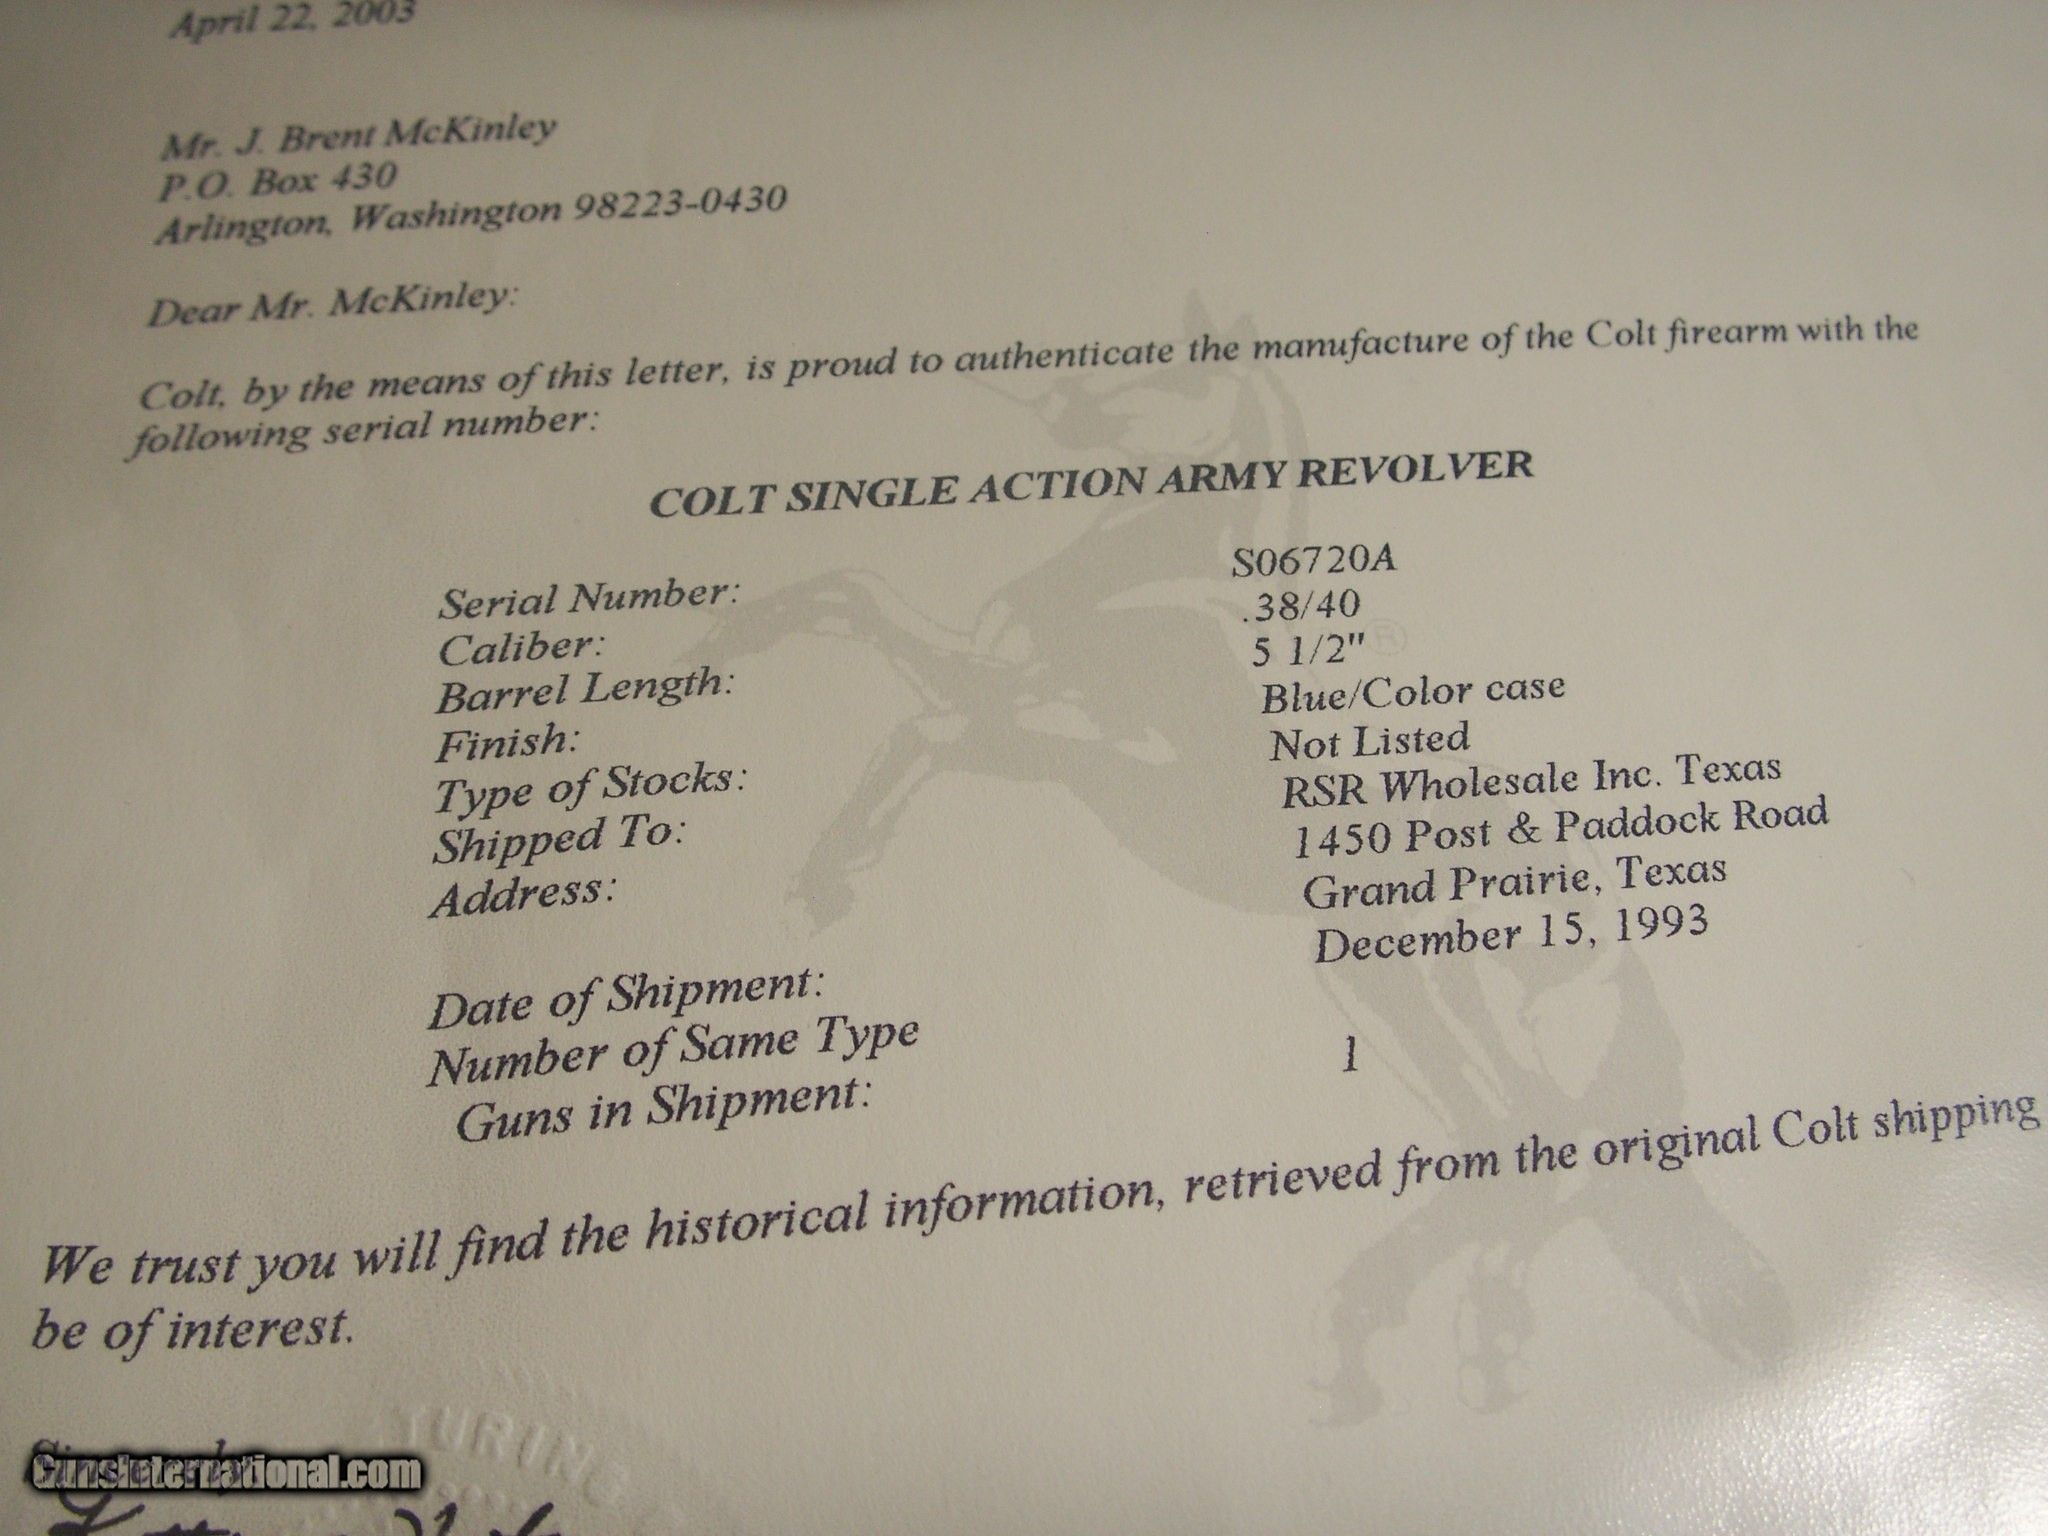 April 22, 2003
Mr. J. Brent McKinley
P.O. Box 430
Arlington, Washington 98223-0430
Dear Mr. McKinley:
Colt, by the means of this letter, is proud to authenticate the manufacture of the Colt firearm with the
following serial number:
COLT SINGLE ACTION ARMY REVOLVER
Serial Number: S06720A
Caliber: .38/40
Barrel Length: 5 1/2"
Finish: Blue/Color case
Type of Stocks: Not Listed
Shipped To: RSR Wholesale Inc. Texas
Address: 1450 Post & Paddock Road
Grand Prairie, Texas
Date of Shipment: December 15, 1993
Number of Same Type
Guns in Shipment: 1
We trust you will find the historical information, retrieved from the original Colt shipping
be of interest.
GunsInternational.com